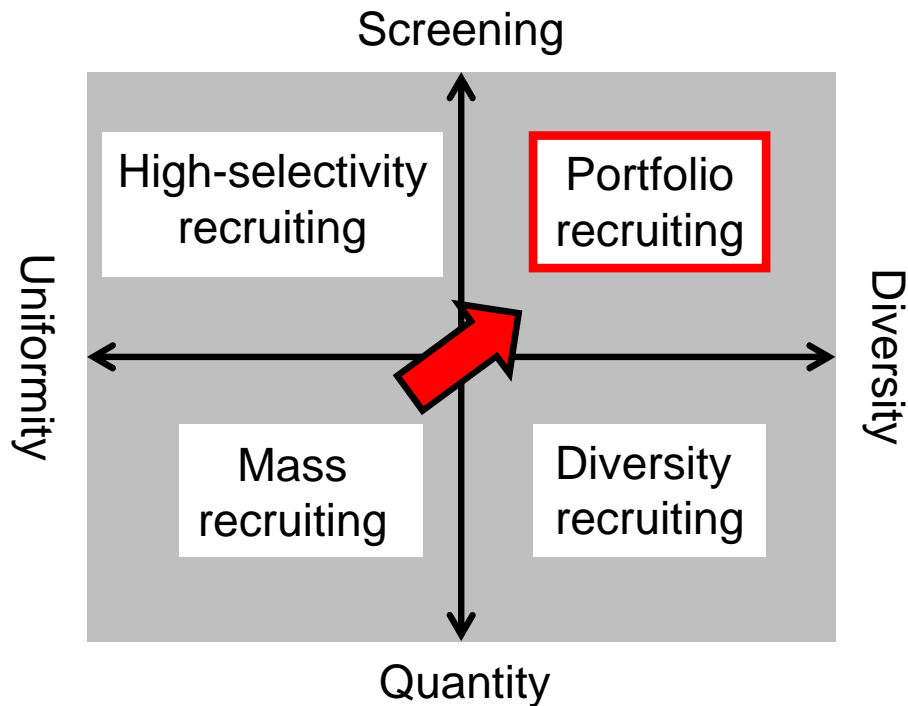 Screening
High-selectivity
recruiting
Portfolio
recruiting
Uniformity
Diversity
Mass
recruiting
Diversity
recruiting
Quantity